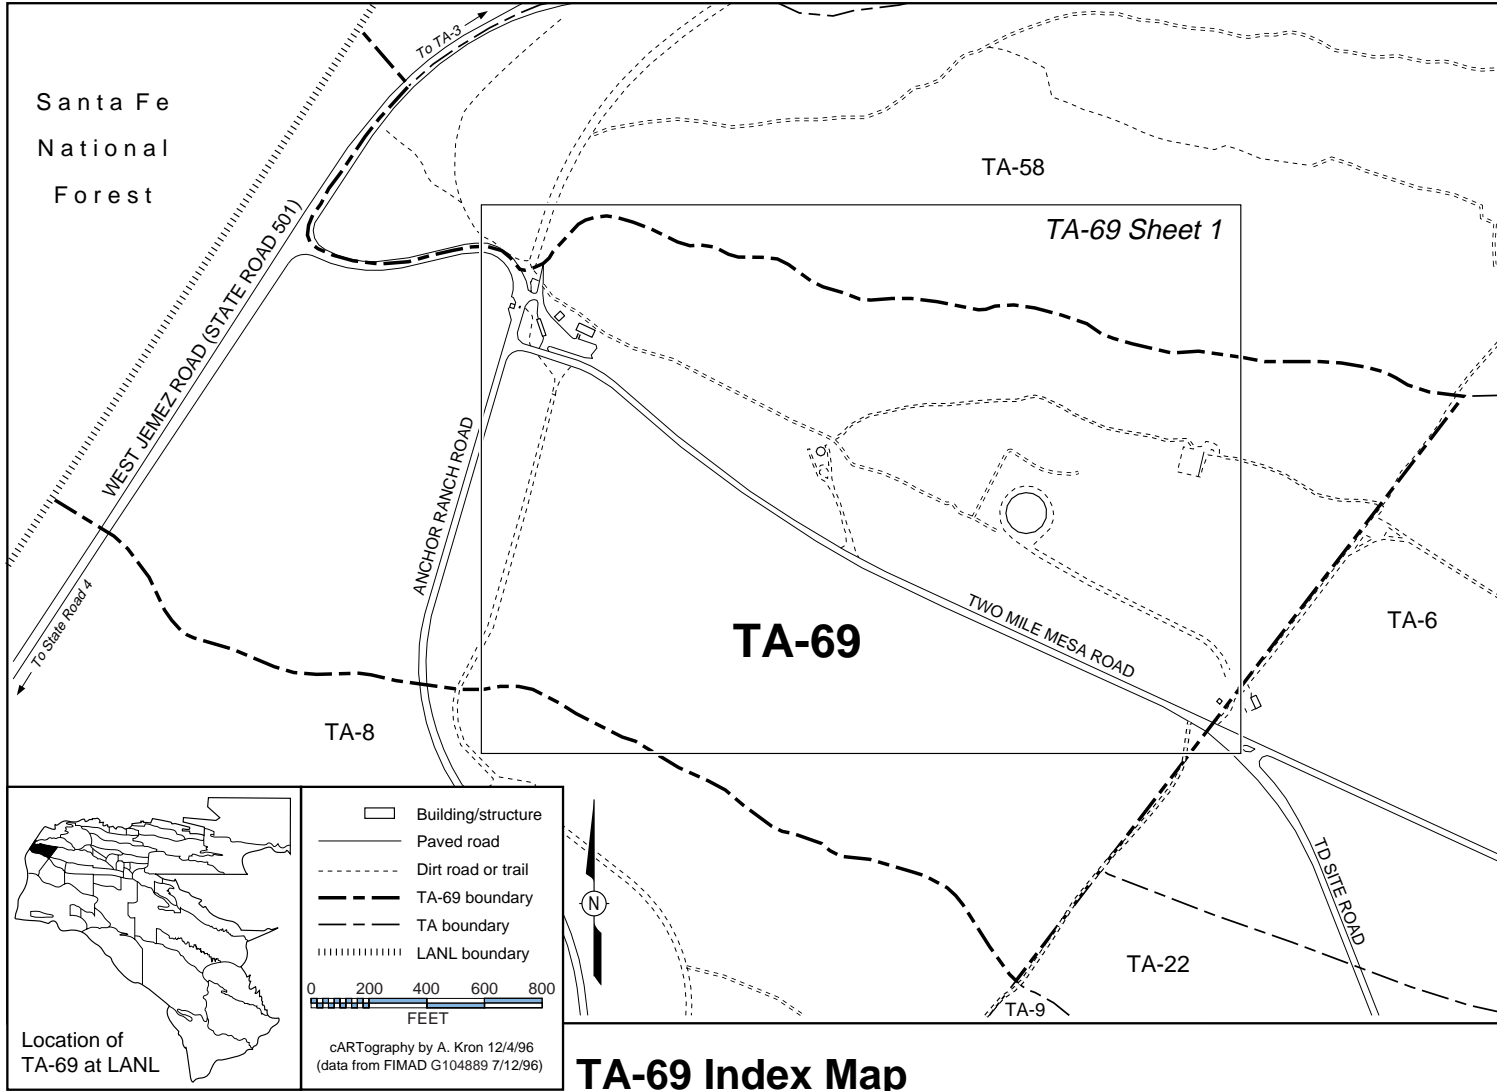 To TA-3
Santa Fe
National
Forest
TA-58
TA-69 Sheet 1
WEST JEMEZ ROAD (STATE ROAD 501)
ANCHOR RANCH ROAD
To State Road 4
TWO MILE MESA ROAD
TA-69
TA-6
TA-8
TD SITE ROAD
TA-22
TA-9
N
Building/structure
Paved road
Dirt road or trail
TA-69 boundary
TA boundary
LANL boundary
0 200 400 600 800
FEET
cARTography by A. Kron 12/4/96
(data from FIMAD G104889 7/12/96)
Location of
TA-69 at LANL
TA-69 Index Map